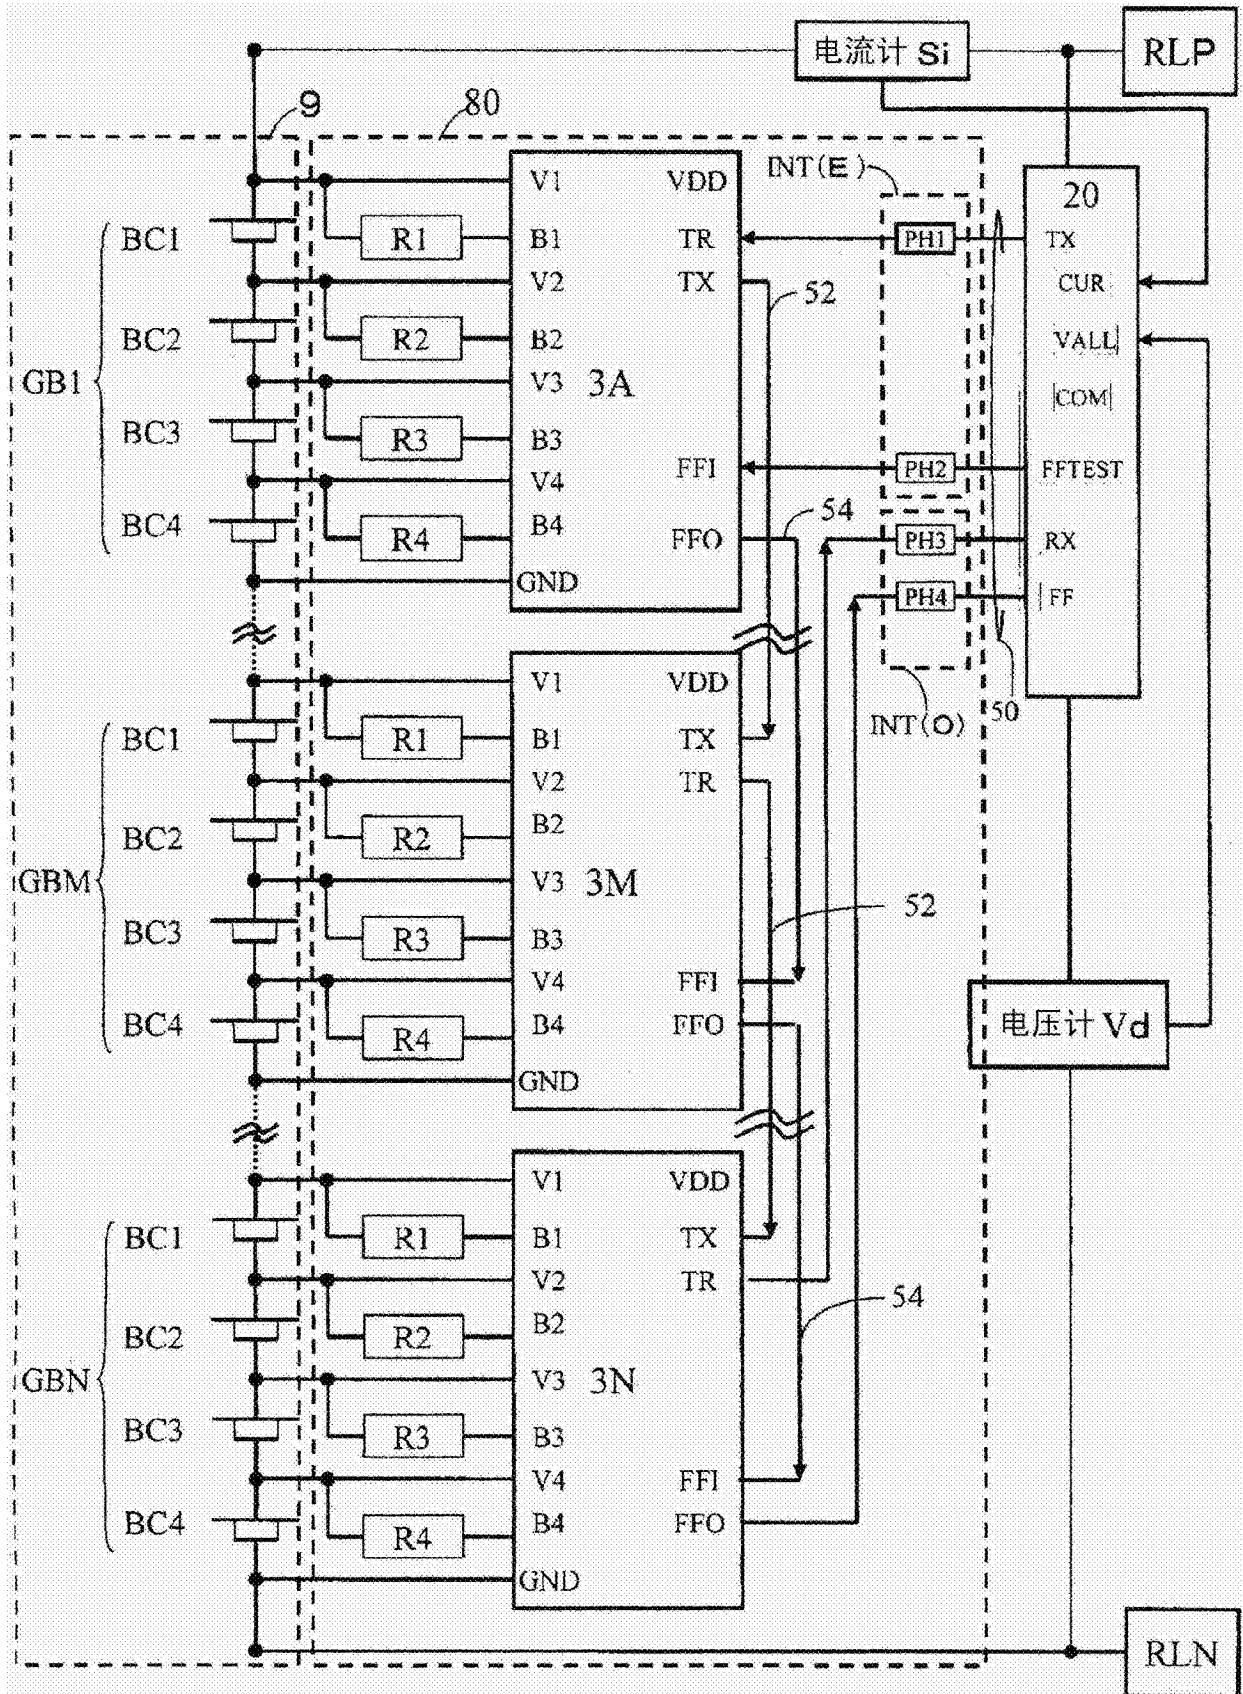 电流计 Si
RLP
9
80
INT(E)
V1
VDD
20
BC1
R1
B1
TR
PH1
TX
V2
TX
52
CUR
BC2
R2
B2
VALL
GB1
V3
3A
COM
BC3
R3
B3
V4
FFI
PH2
FFTEST
BC4
R4
B4
FFO
54
PH3
RX
GND
PH4
FF
V1
VDD
50
BC1
R1
B1
TX
INT(O)
V2
TR
BC2
R2
B2
GBM
V3
3M
52
BC3
R3
B3
V4
FFI
BC4
R4
B4
FFO
电压计 Vd
GND
V1
VDD
BC1
R1
B1
TX
V2
TR
54
BC2
R2
B2
GBN
V3
3N
BC3
R3
B3
V4
FFI
BC4
R4
B4
FFO
GND
RLN